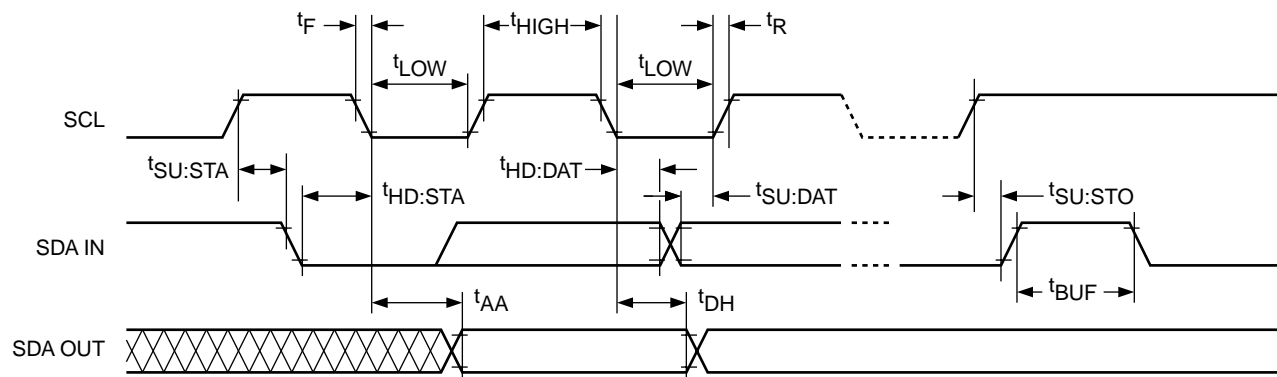 tF
tHIGH
tR
tLOW
tLOW
SCL
tSU:STA
tHD:STA
tHD:DAT
tSU:DAT
tSU:STO
SDA IN
tAA
tDH
tBUF
SDA OUT